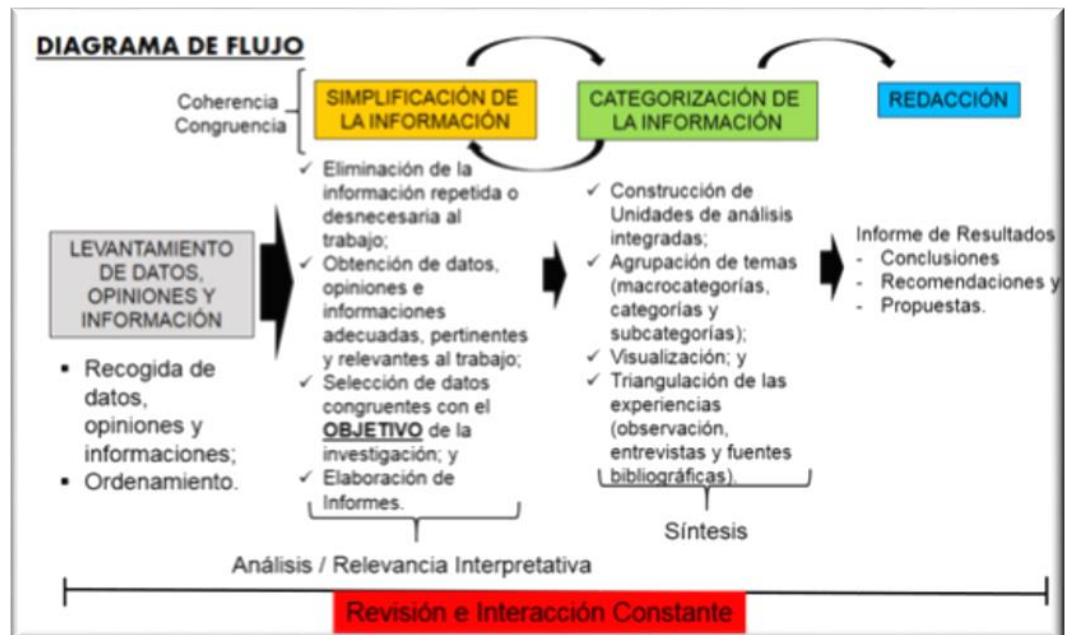 DIAGRAMA DE FLUJO
Coherencia
Congruencia
SIMPLIFICACIÓN DE
LA INFORMACIÓN
CATEGORIZACIÓN DE
LA INFORMACIÓN
REDACCIÓN
LEVANTAMIENTO
DE DATOS,
OPINIONES Y
INFORMACIÓN
▪ Recogida de
datos,
opiniones y
informaciones;
▪ Ordenamiento.
✓ Eliminación de la
información repetida o
desnecesaria al
trabajo;
✓ Obtención de datos,
opiniones e
informaciones
adecuadas, pertinentes
y relevantes al trabajo;
✓ Selección de datos
congruentes con el
OBJETIVO de la
investigación; y
✓ Elaboración de
Informes.
✓ Construcción de
Unidades de análisis
integradas;
✓ Agrupación de temas
(macrocategorías,
categorías y
subcategorías);
✓ Visualización; y
✓ Triangulación de las
experiencias
(observación,
entrevistas y fuentes
bibliográficas).
Informe de Resultados
- Conclusiones
- Recomendaciones y
- Propuestas.
Análisis / Relevancia Interpretativa
Síntesis
Revisión e Interacción Constante